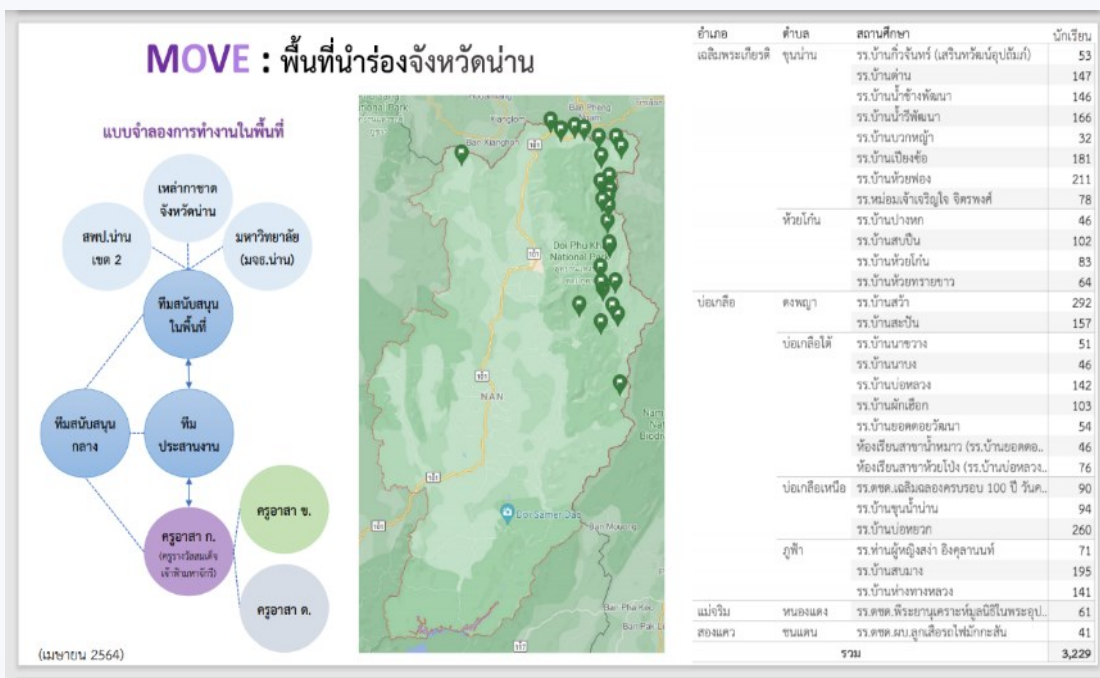 MOVE : พื้นที่นำร่องจังหวัดน่าน
แบบจำลองการทำงานในพื้นที่
เหล่ากาชาด
จังหวัดน่าน
สพป.น่าน
เขต 2
มหาวิทยาลัย
(มจธ.น่าน)
ทีมสนับสนุน
ในพื้นที่
ทีมสนับสนุน
กลาง
ทีม
ประสานงาน
ครูอาสา ก.
(ครูรางวัลสมเด็จ
เจ้าฟ้ามหาจักรี)
ครูอาสา ข.
ครูอาสา ด.
(เมษายน 2564)
Xianglom
Ban Pheng
Ngam
Ban Xianghon
101
Doi Phu Kha
National Park
101
101
NAN
101
101
Doi Samer Dao
Ban Mouong
Ban Pha Keo
Bun Pak L
อำเภอ ตำบล สถานศึกษา นักเรียน
เฉลิมพระเกียรติ ขุนน่าน รร.บ้านกิ่วจันทร์ (เสรินทวัฒน์อุปถัมภ์) 53
รร.บ้านด่าน 147
รร.บ้านน้ำช้างพัฒนา 146
รร.บ้านน้ำรีพัฒนา 166
รร.บ้านบวกหญ้า 32
รร.บ้านเปียงซ้อ 181
รร.บ้านห้วยฟอง 211
รร.หม่อมเจ้าเจริญใจ จิตรพงศ์ 78
ห้วยโก๋น รร.บ้านปางหก 46
รร.บ้านสบปืน 102
รร.บ้านห้วยโก๋น 83
รร.บ้านห้วยทรายขาว 64
บ่อเกลือ ดงพญา รร.บ้านสว้า 292
รร.บ้านสะปัน 157
บ่อเกลือใต้ รร.บ้านนาขวาง 51
รร.บ้านนาบง 46
รร.บ้านบ่อหลวง 142
รร.บ้านผักเฮือก 103
รร.บ้านยอดดอยวัฒนา 54
ห้องเรียนสาขาน้ำหมาว (รร.บ้านยอดดอ.. 46
ห้องเรียนสาขาห้วยโป่ง (รร.บ้านบ่อหลวง.. 76
บ่อเกลือเหนือ รร.ตชด.เฉลิมฉลองครบรอบ 100 ปี วันค.. 90
รร.บ้านขุนน้ำน่าน 94
รร.บ้านบ่อหยวก 260
ภูฟ้า รร.ท่านผู้หญิงสง่า อิงคุลานนท์ 71
รร.บ้านสบมาง 195
รร.บ้านห่างทางหลวง 141
แม่จริม หนองแดง รร.ตชด.พีระยานุเคราะห์มูลนิธิในพระอุป.. 61
สองแคว ชนแดน รร.ตชด.ผบ.ลูกเสือรถไฟมักกะสัน 41
รวม 3,229